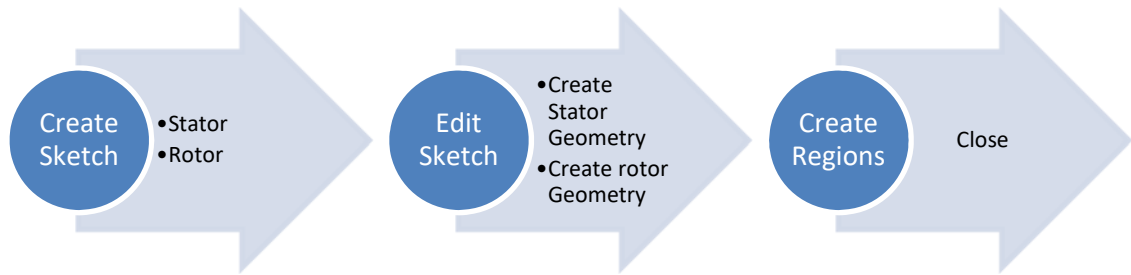 Create
Sketch
•Stator
•Rotor
Edit
Sketch
•Create
Stator
Geometry
•Create rotor
Geometry
Create
Regions
Close